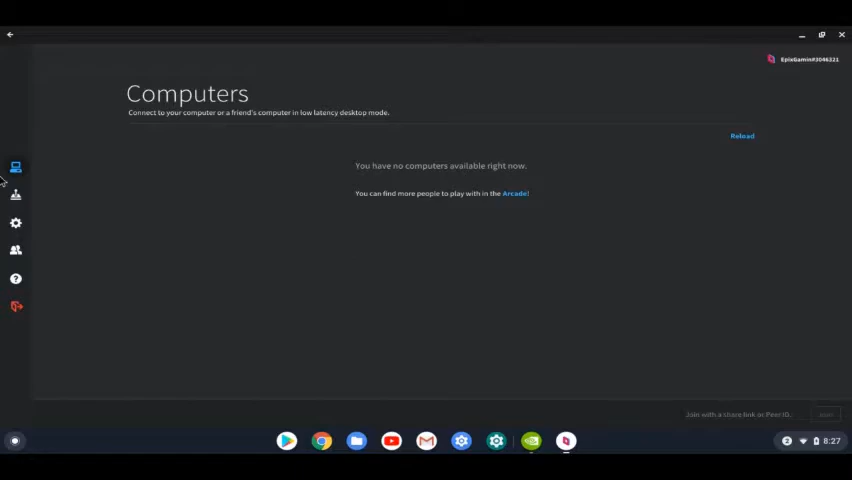 EpixGamin#3046321
Computers
Connect to your computer or a friend's computer in low latency desktop mode.
Reload
You have no computers available right now.
You can find more people to play with in the Arcade!
Join with a share link or Peer ID...
2 8:27